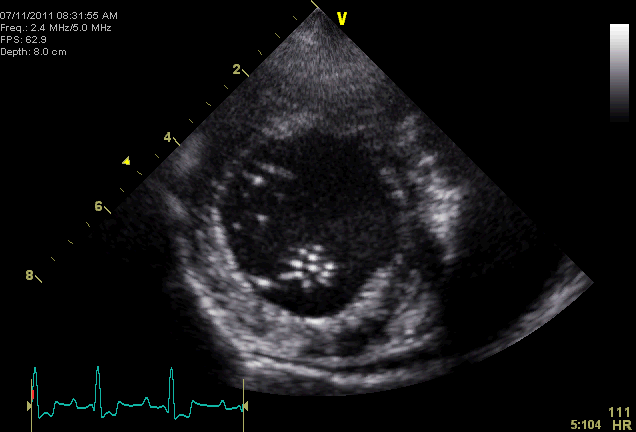 07/11/2011 08:31:55 AM
Freq.: 2.4 MHz/5.0 MHz
FPS: 62.9
Depth: 8.0 cm
V
2
4
6
8
111
5:104 HR